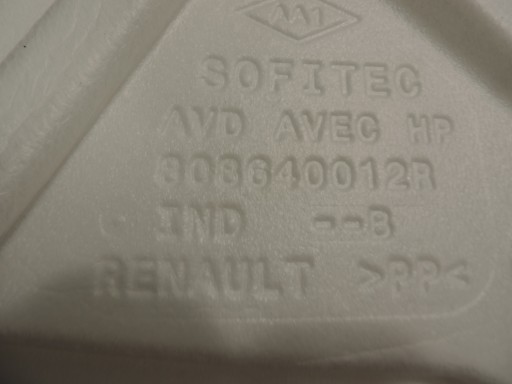 AA1
SOFITEC
AVD AVEC HP
808640012R
IND --B
RENAULT >PP<